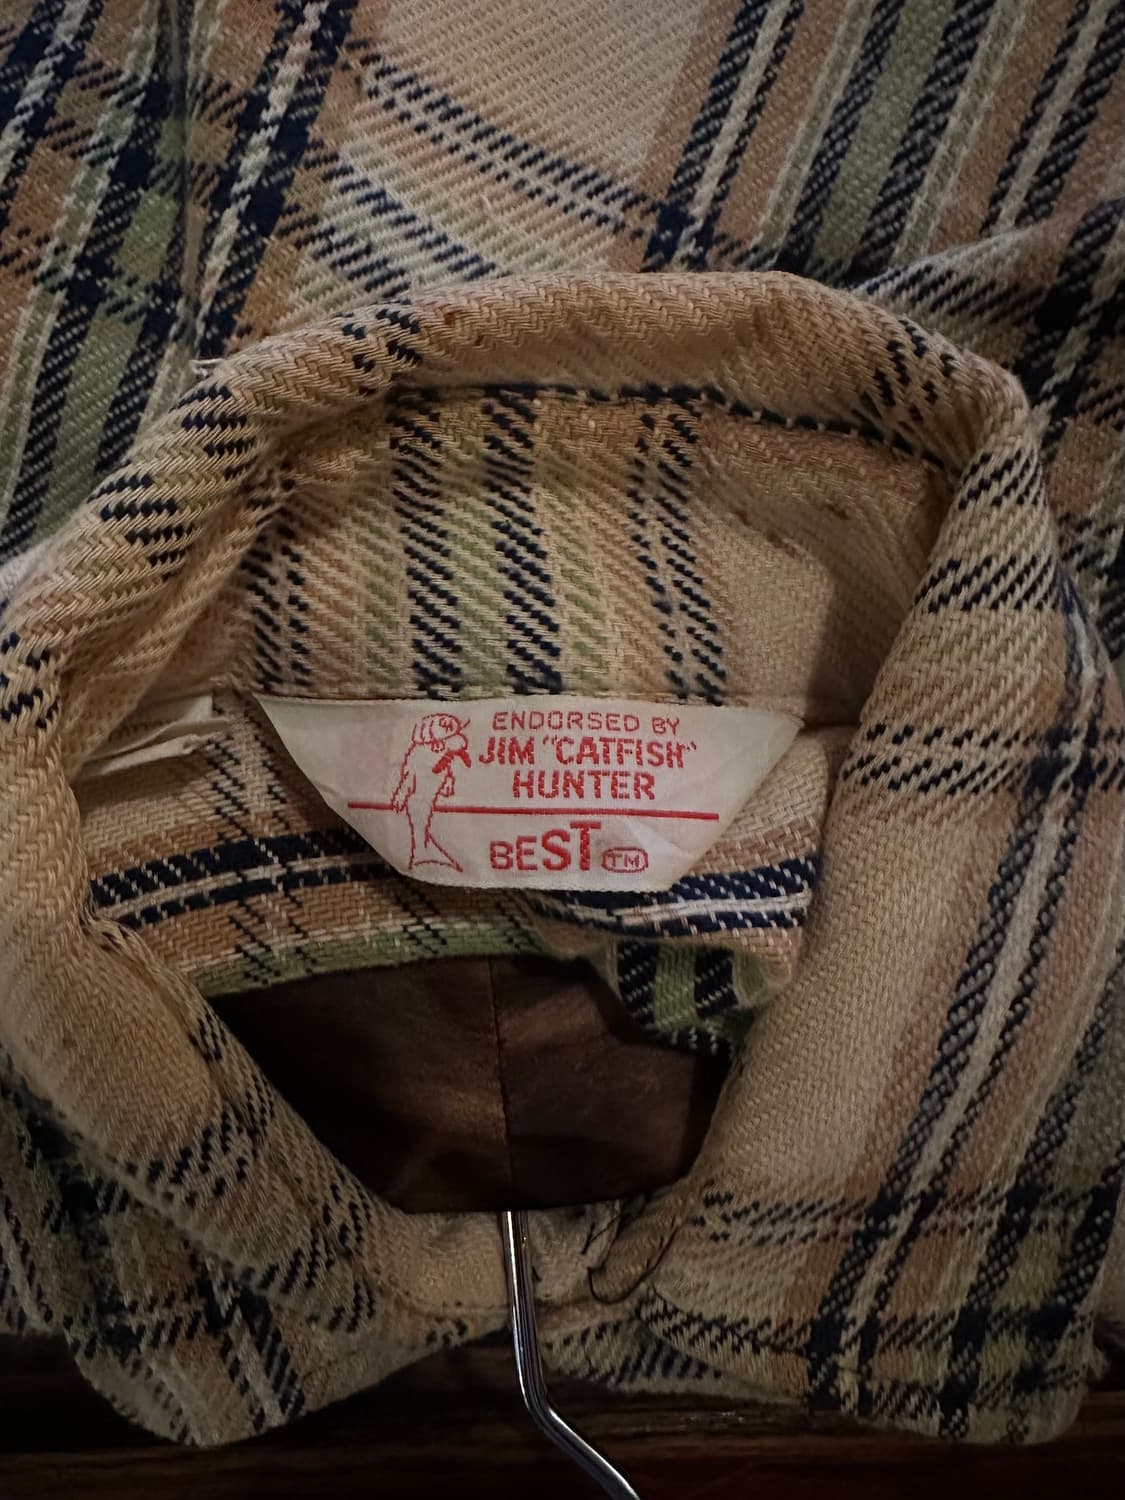 ENDORSED BY
JIM "CATFISH"
HUNTER
BEST TM